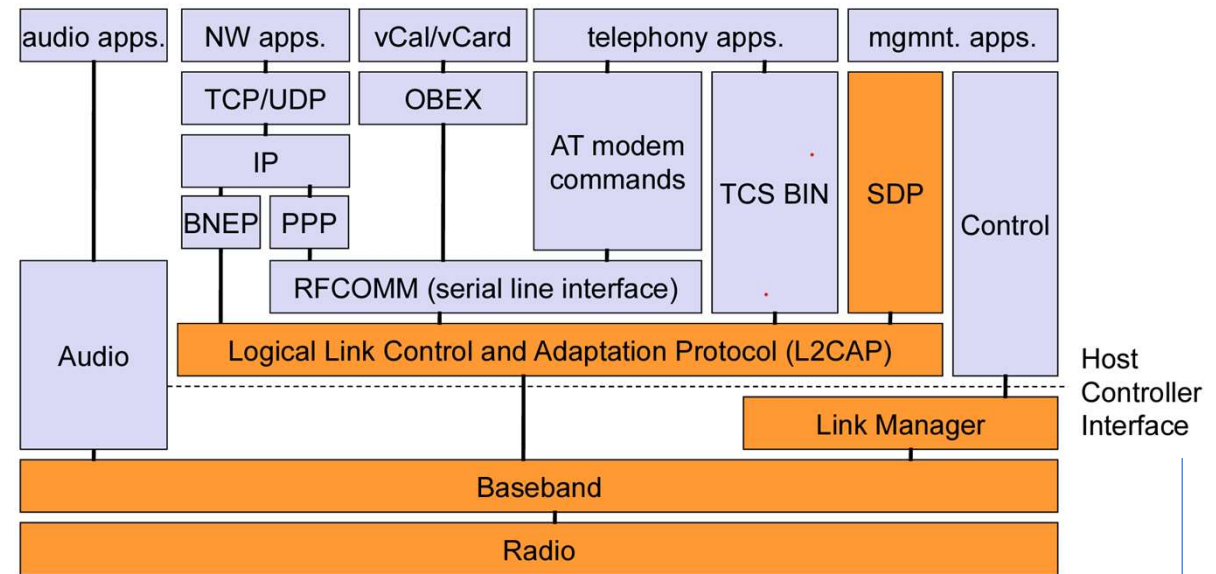 audio apps.
NW apps.
vCal/vCard
telephony apps.
mgmnt. apps.
TCP/UDP
OBEX
AT modem
commands
TCS BIN
SDP
Control
IP
BNEP
PPP
RFCOMM (serial line interface)
Audio
Logical Link Control and Adaptation Protocol (L2CAP)
Host
Controller
Interface
Link Manager
Baseband
Radio